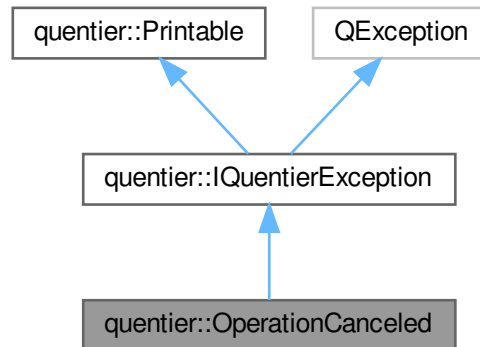 quentier::Printable
QException
quentier::IQuentierException
quentier::OperationCanceled